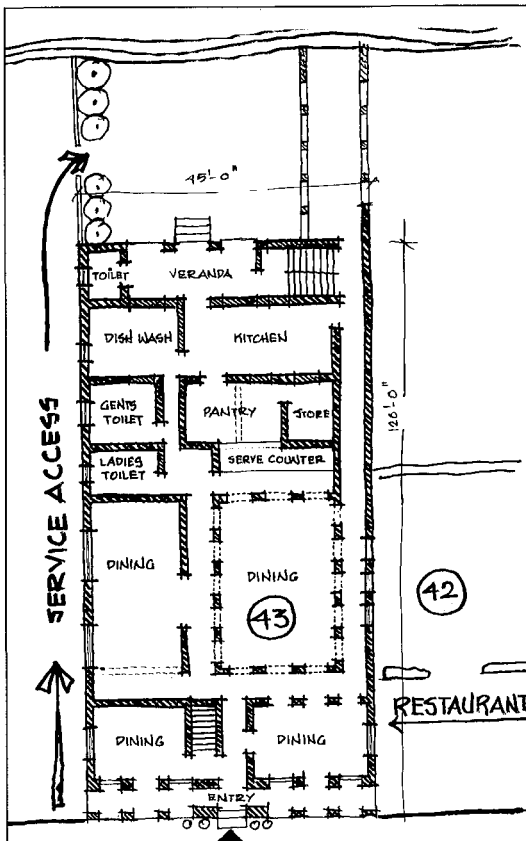 45'-0"
TOILET
VERANDA
DISH WASH
KITCHEN
GENTS
TOILET
PANTRY
STORE
126'-0"
LADIES
TOILET
SERVE COUNTER
SERVICE ACCESS
DINING
DINING
43
42
RESTAURANT
DINING
DINING
ENTRY